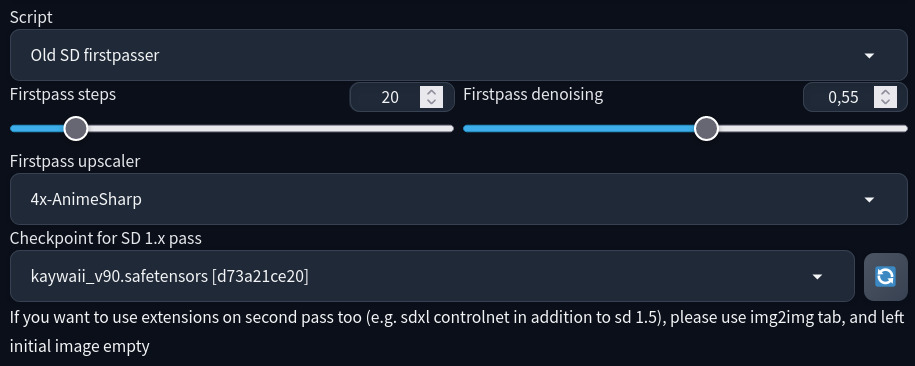 Script
Old SD firstpasser
Firstpass steps
20
Firstpass denoising
0,55
Firstpass upscaler
4x-AnimeSharp
Checkpoint for SD 1.x pass
kaywaii_v90.safetensors [d73a21ce20]
If you want to use extensions on second pass too (e.g. sdxl controlnet in addition to sd 1.5), please use img2img tab, and left
initial image empty